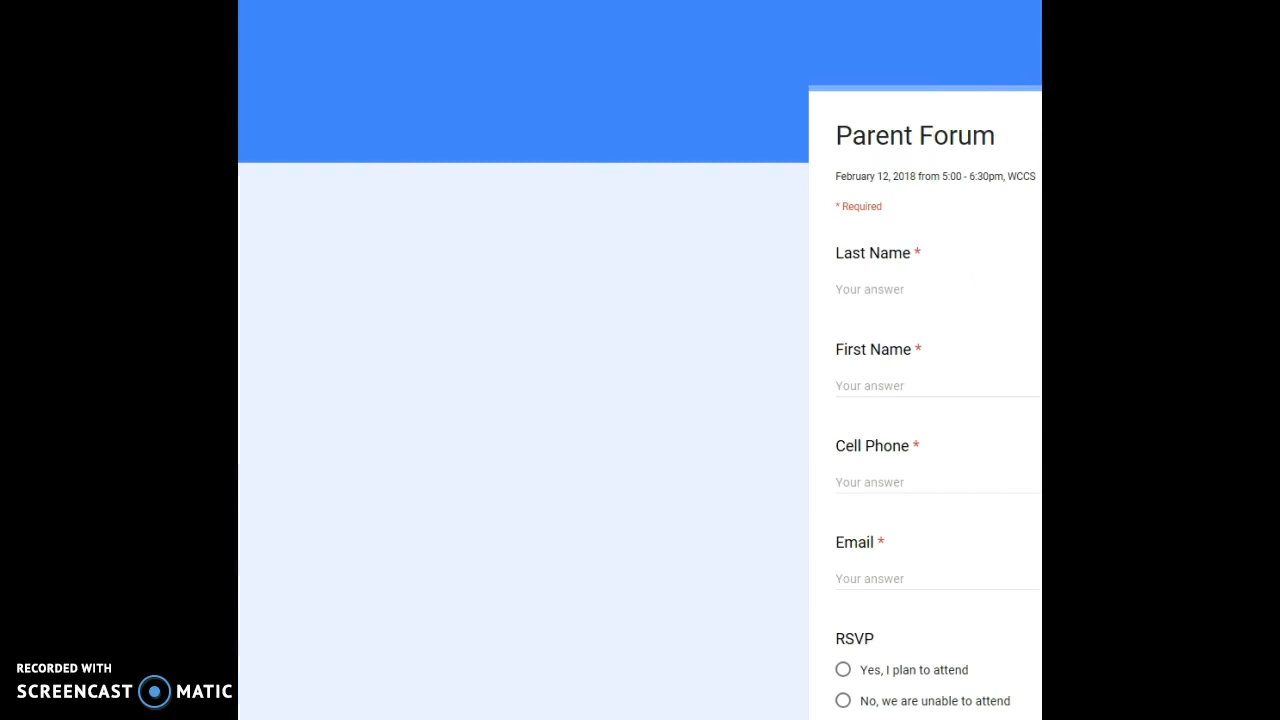 Parent Forum
February 12, 2018 from 5:00 - 6:30pm, WCCS
* Required
Last Name *
Your answer
First Name *
Your answer
Cell Phone *
Your answer
Email *
Your answer
RSVP
Yes, I plan to attend
No, we are unable to attend
RECORDED WITH
SCREENCAST MATIC